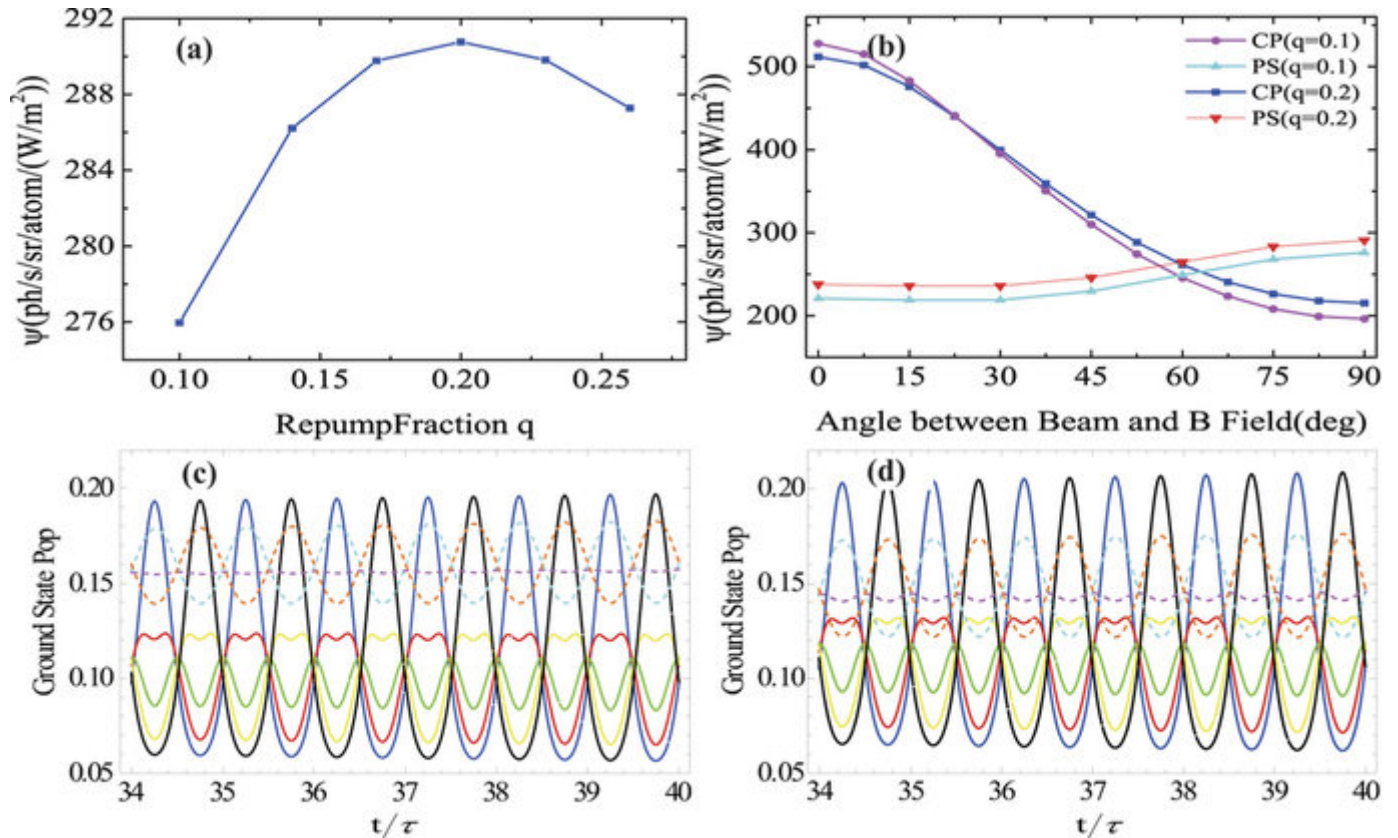 (a)
ψ(ph/s/sr/atom/(W/m²))
292
288
284
280
276
0.10 0.15 0.20 0.25
RepumpFraction q
(b)
ψ(ph/s/sr/atom/(W/m²))
500
400
300
200
CP(q=0.1)
PS(q=0.1)
CP(q=0.2)
PS(q=0.2)
0 15 30 45 60 75 90
Angle between Beam and B Field(deg)
(c)
Ground State Pop
0.20
0.15
0.10
0.05
34 35 36 37 38 39 40
t/τ
(d)
Ground State Pop
0.20
0.15
0.10
0.05
34 35 36 37 38 39 40
t/τ